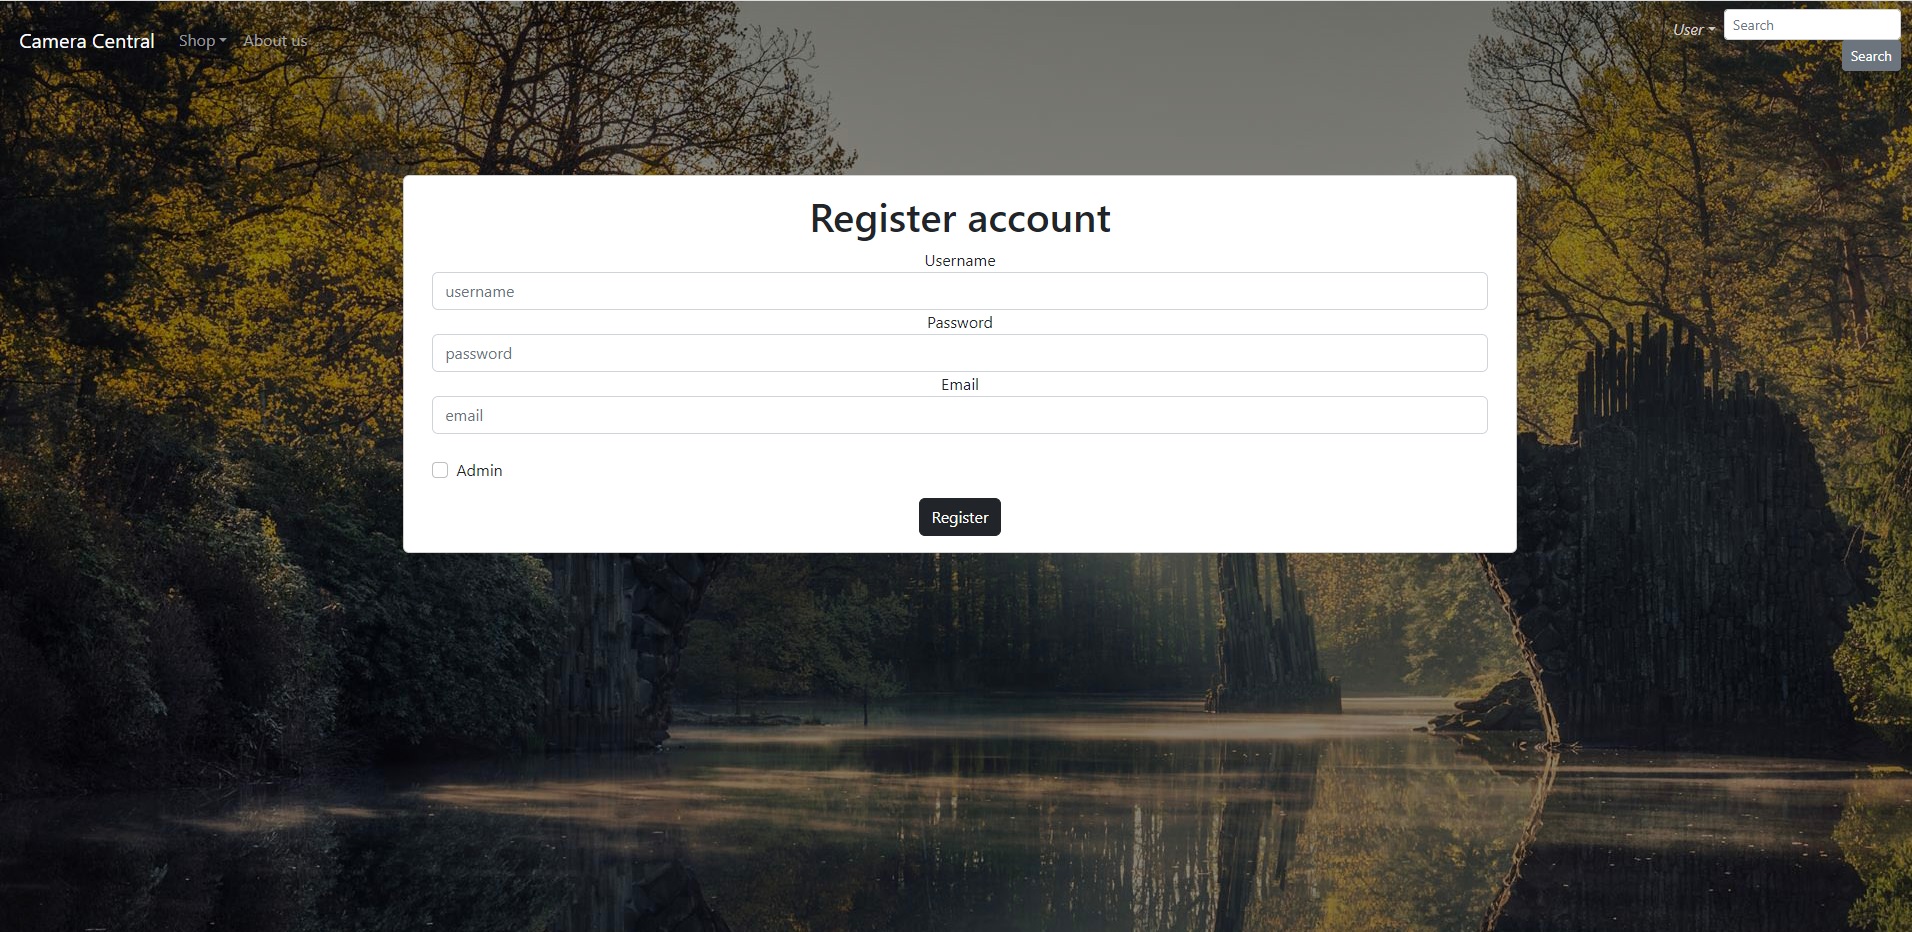 Camera Central
Shop
About us
User
Search
Search
Register account
Username
username
Password
password
Email
email
Admin
Register